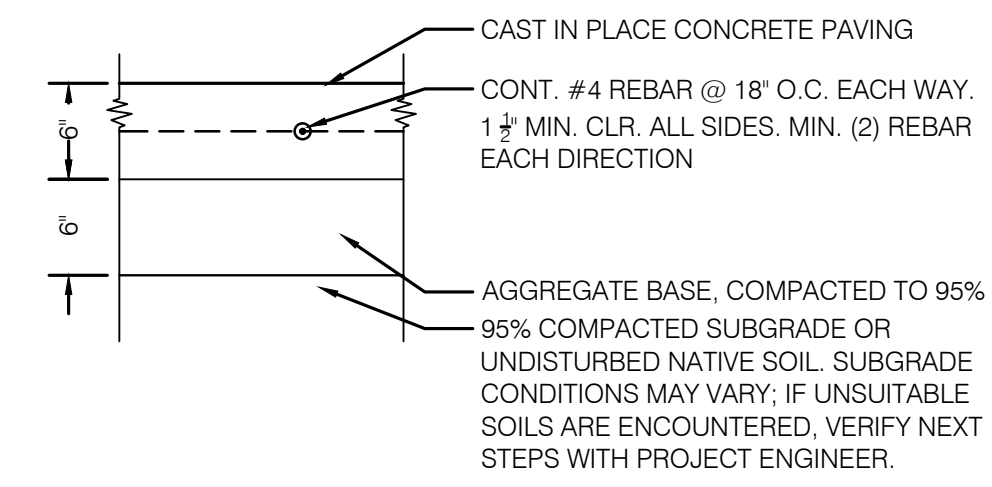 CAST IN PLACE CONCRETE PAVING
CONT. #4 REBAR @ 18" O.C. EACH WAY.
1 1/2" MIN. CLR. ALL SIDES. MIN. (2) REBAR
EACH DIRECTION
6"
6"
AGGREGATE BASE, COMPACTED TO 95%
95% COMPACTED SUBGRADE OR
UNDISTURBED NATIVE SOIL. SUBGRADE
CONDITIONS MAY VARY; IF UNSUITABLE
SOILS ARE ENCOUNTERED, VERIFY NEXT
STEPS WITH PROJECT ENGINEER.